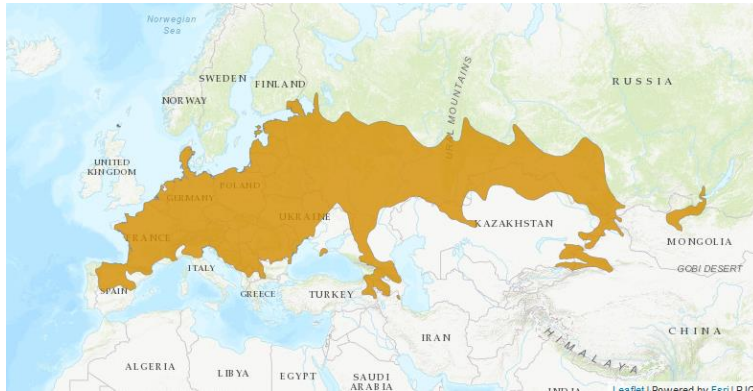 Norwegian
Sea
SWEDEN
FINLAND
NORWAY
RUSSIA
URAL MOUNTAINS
UNITED
KINGDOM
POLAND
GERMANY
UKRAINE
KAZAKHSTAN
FRANCE
MONGOLIA
ITALY
GOBI DESERT
SPAIN
GREECE
TURKEY
CHINA
IRAN
HIMALAYA
ALGERIA
LIBYA
EGYPT
SAUDI
ARABIA
INDIA
Leaflet | Powered by Esri |